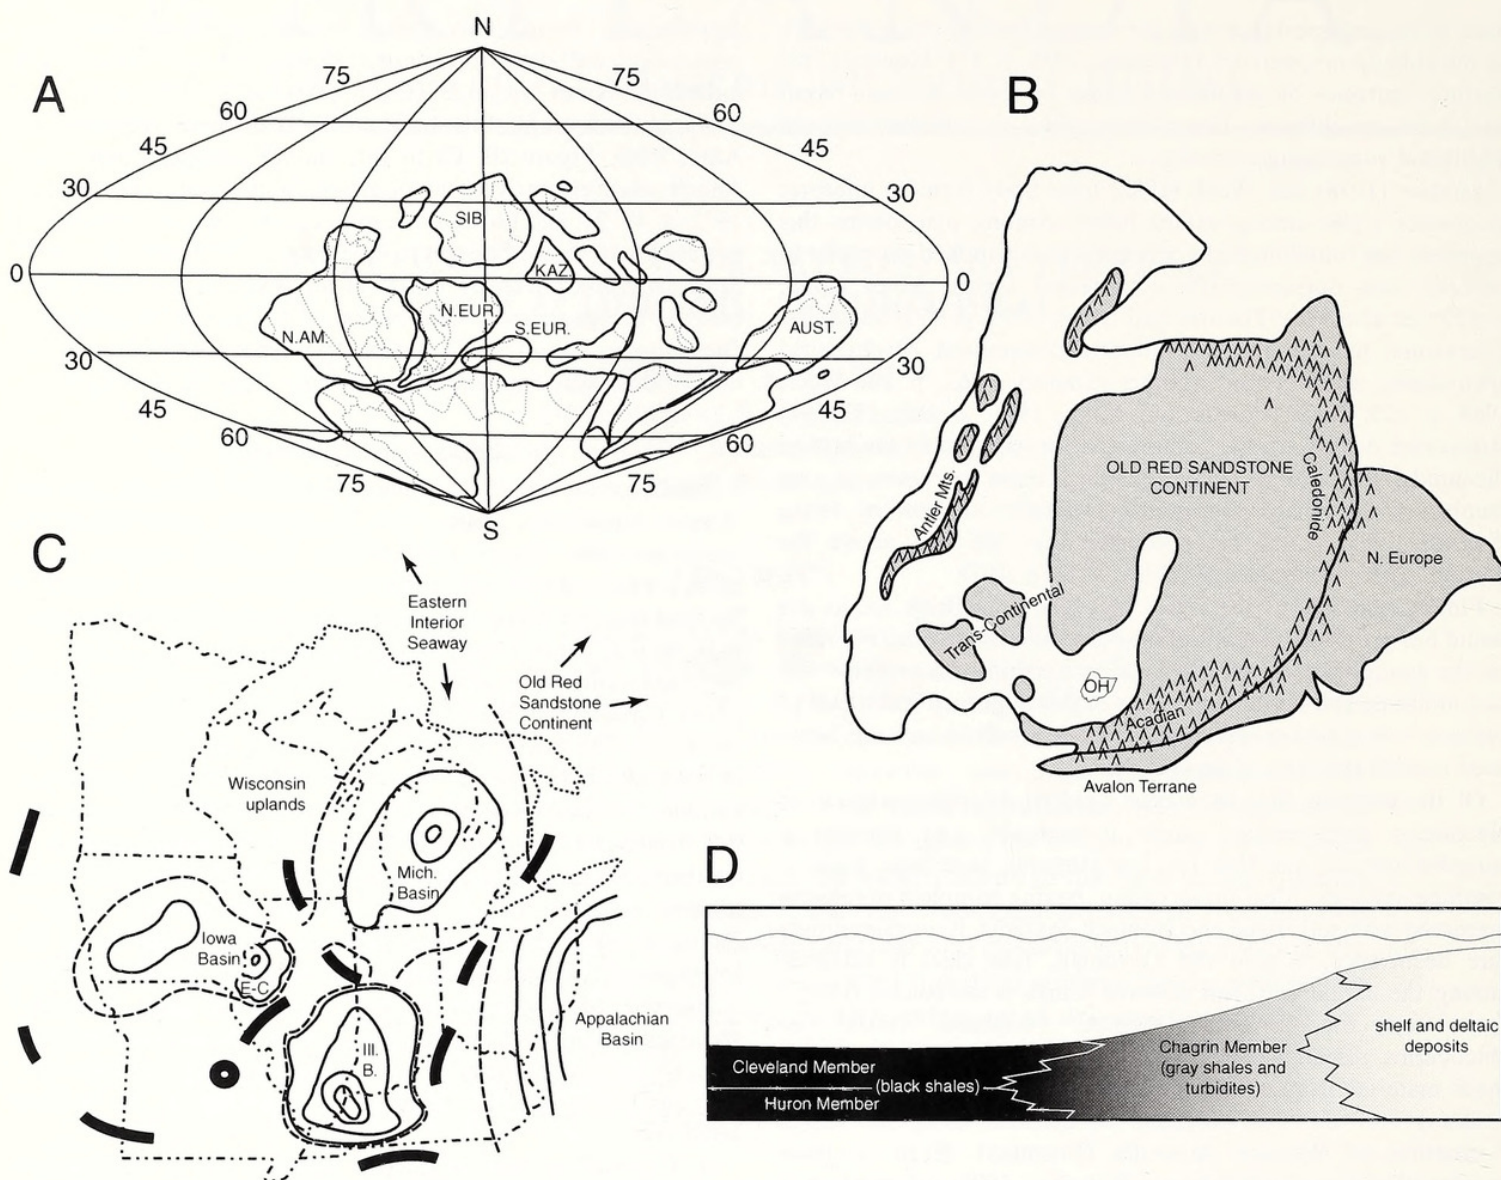 A
N
75
75
60
60
45
45
30
30
SIB
KAZ.
0
0
N.AM.
N.EUR.
S.EUR.
AUST.
30
30
45
45
60
60
75
75
S
B
OLD RED SANDSTONE
CONTINENT
Caledonide
N. Europe
Antler Mts.
Trans-Continental
OH
Acadian
Avalon Terrane
C
Eastern
Interior
Seaway
Old Red
Sandstone
Continent
Wisconsin
uplands
Mich.
Basin
Iowa
Basin
E-C
Ill.
B.
Appalachian
Basin
D
Cleveland Member
(black shales)
Huron Member
Chagrin Member
(gray shales and
turbidites)
shelf and deltaic
deposits